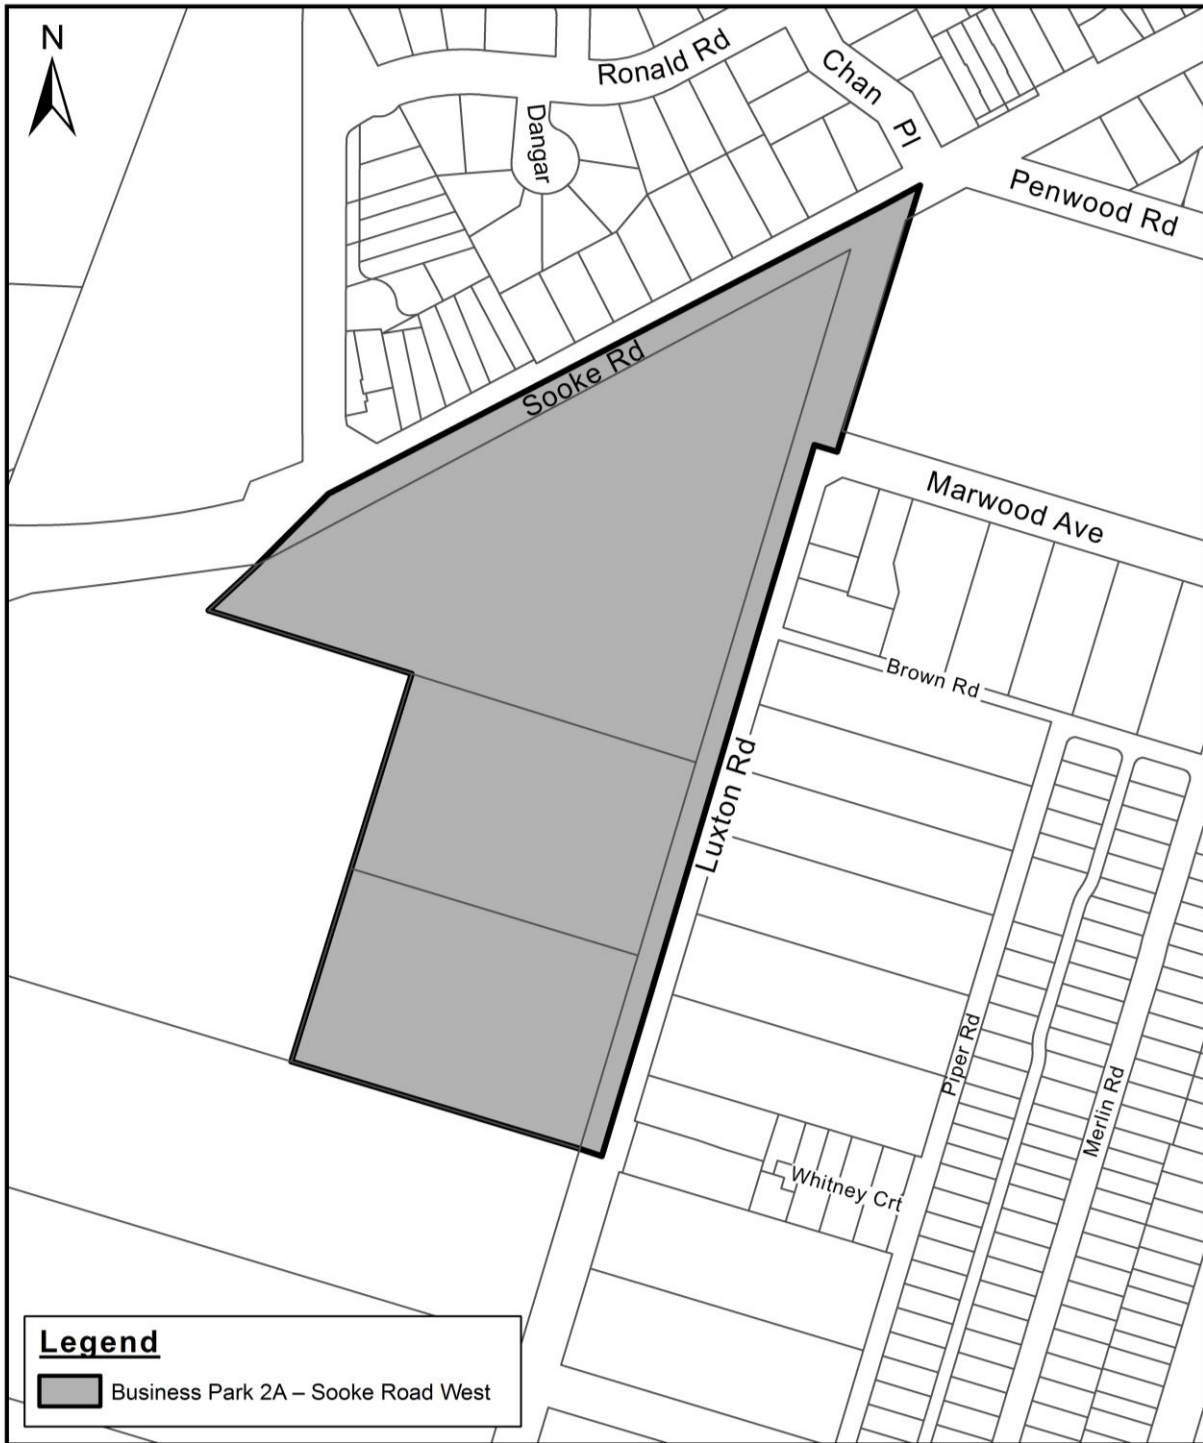 N
Ronald Rd
Chan
Pl
Dangar
Penwood Rd
Sooke Rd
Marwood Ave
Brown Rd
Luxton Rd
Piper Rd
Merlin Rd
Whitney Crt
Legend
Business Park 2A – Sooke Road West